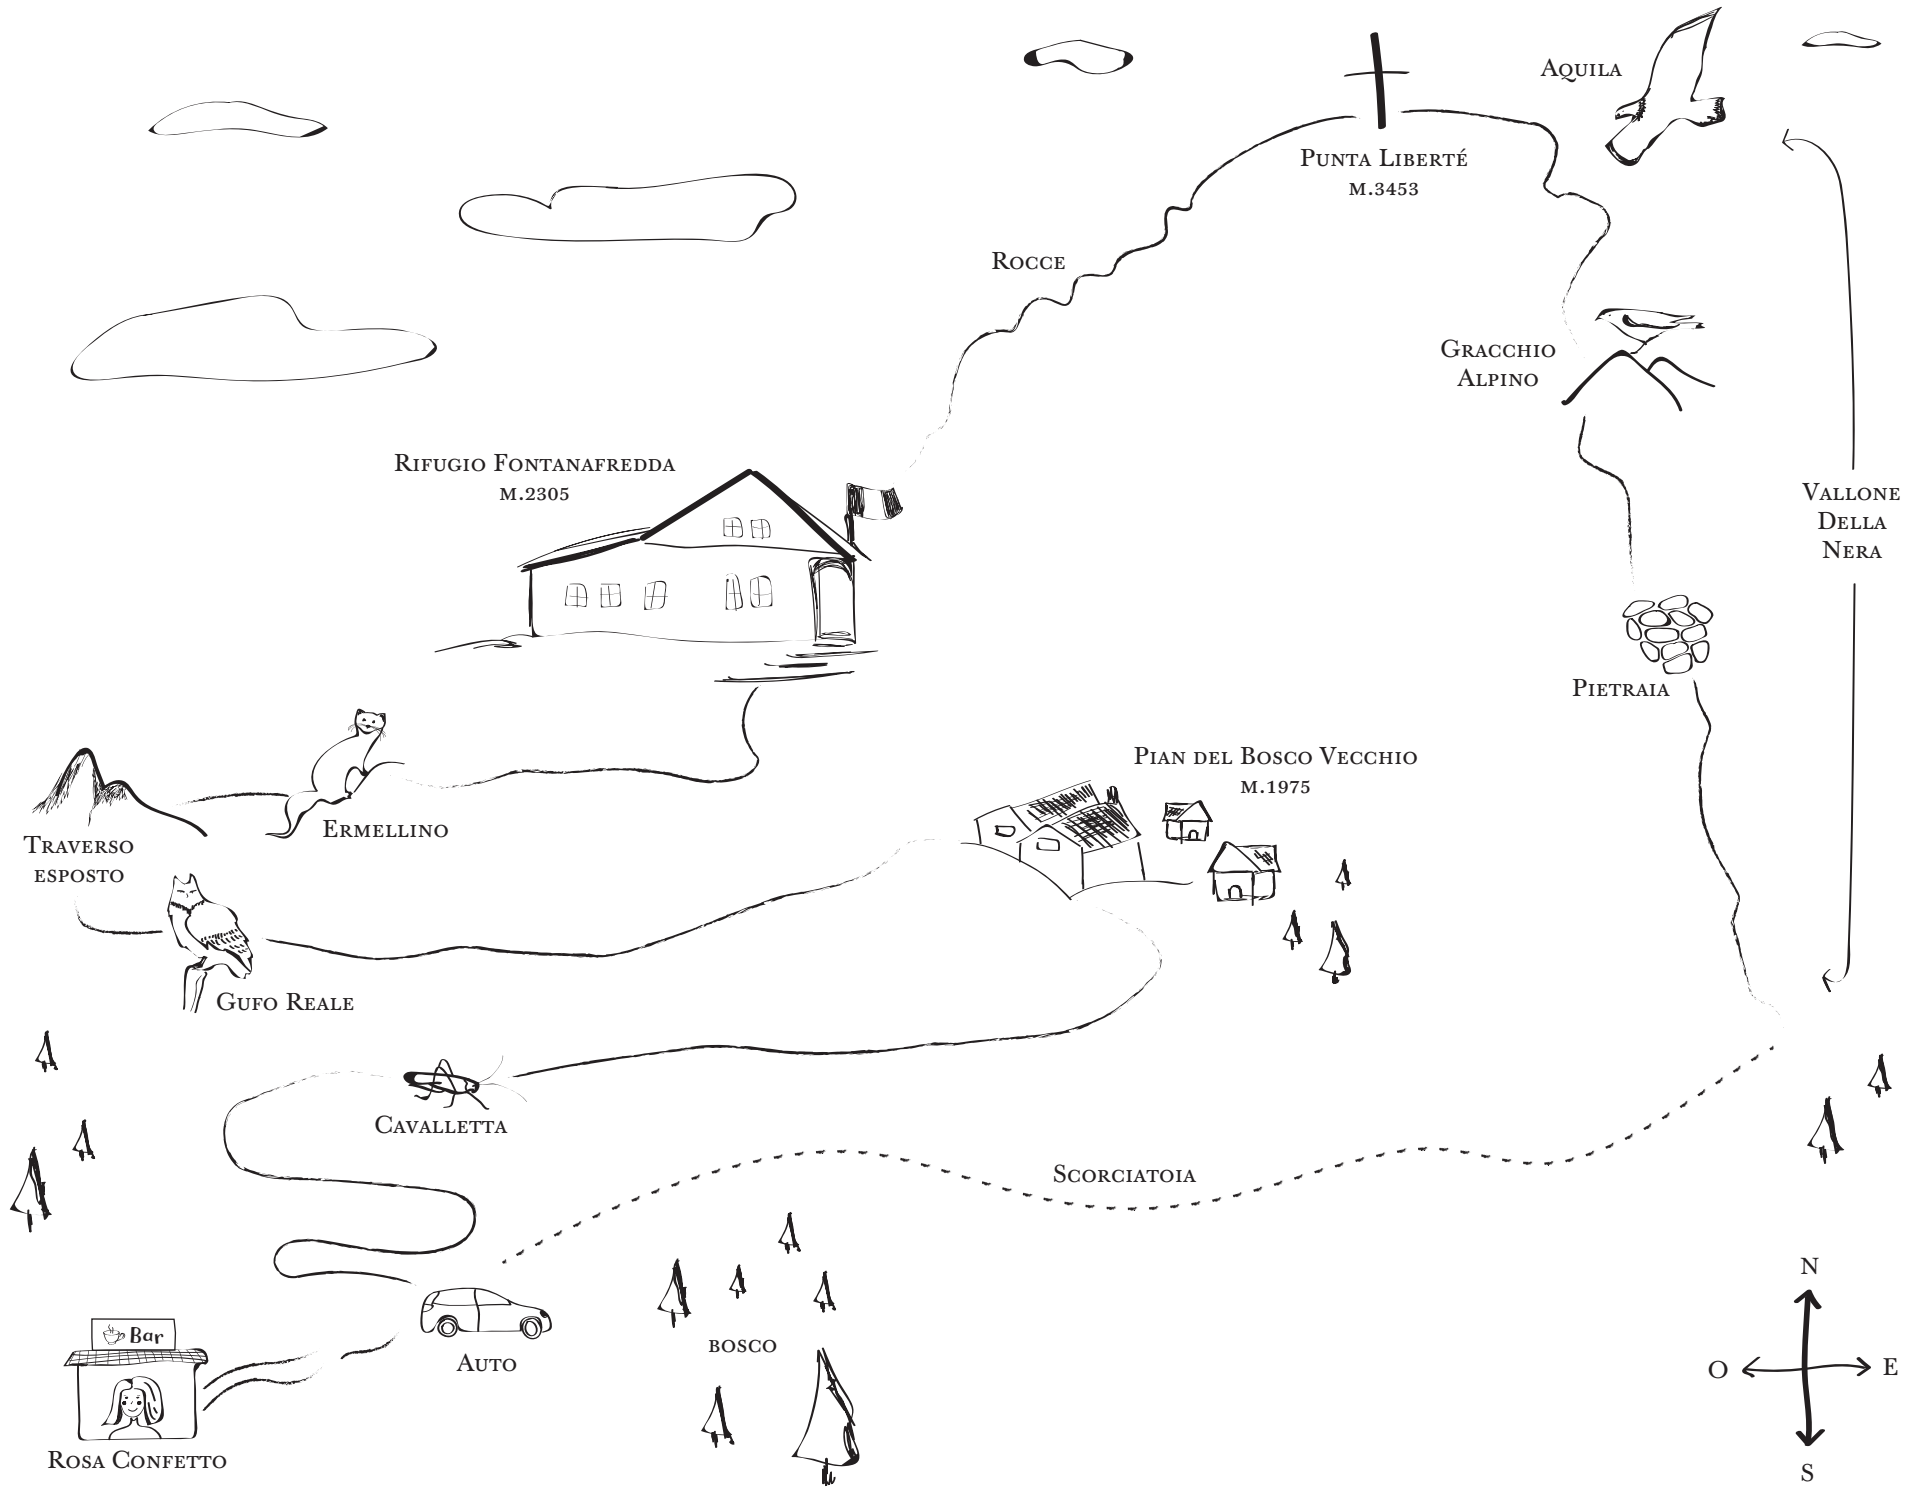 Aquila
Punta Liberté
m.3453
Rocce
Gracchio
Alpino
Rifugio Fontanafredda
m.2305
Vallone
Della
Nera
Pietraia
Pian del Bosco Vecchio
m.1975
Ermellino
Traverso
esposto
Gufo Reale
Cavalletta
Scorciatoia
Bar
bosco
Auto
Rosa Confetto
N
O
E
S